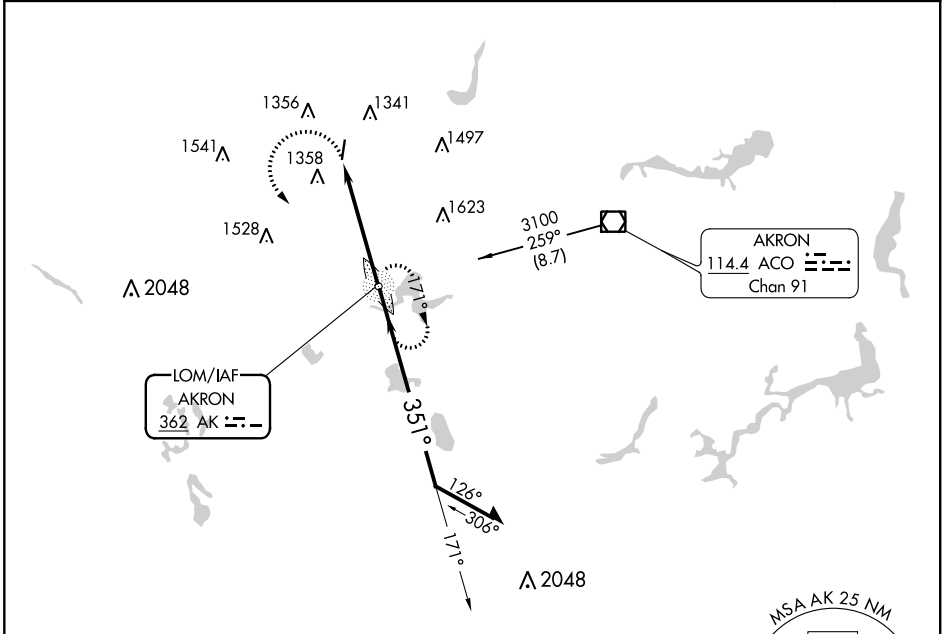 1356
1341
1541
1358
1497
1623
1528
3100
259°
(8.7)
AKRON
114.4 ACO
Chan 91
2048
171°
LOM/IAF
AKRON
362 AK
351°
126°
306°
171°
2048
MSA AK 25 NM